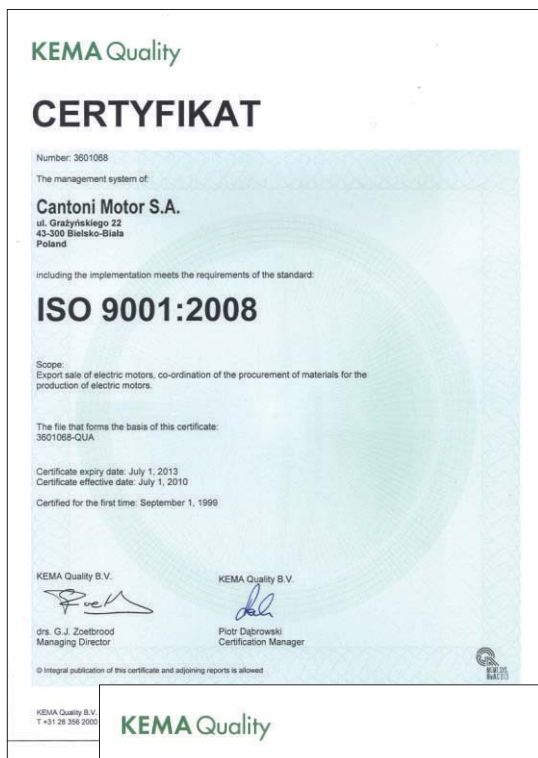 KEMA Quality
CERTYFIKAT
Number: 3601068
The management system of:
Cantoni Motor S.A.
ul. Grażyńskiego 22
43-300 Bielsko-Biała
Poland
including the implementation meets the requirements of the standard:
ISO 9001:2008
Scope:
Export sale of electric motors, co-ordination of the procurement of materials for the
production of electric motors.
The file that forms the basis of this certificate:
3601068-QUA
Certificate expiry date: July 1, 2013
Certificate effective date: July 1, 2010
Certified for the first time: September 1, 1999
KEMA Quality B.V.
drs. G.J. Zoetbrood
Managing Director
KEMA Quality B.V.
Piotr Dąbrowski
Certification Manager
© Integral publication of this certificate and adjoining reports is allowed
KEMA Quality B.V.
T +31 26 356 2000
KEMA Quality